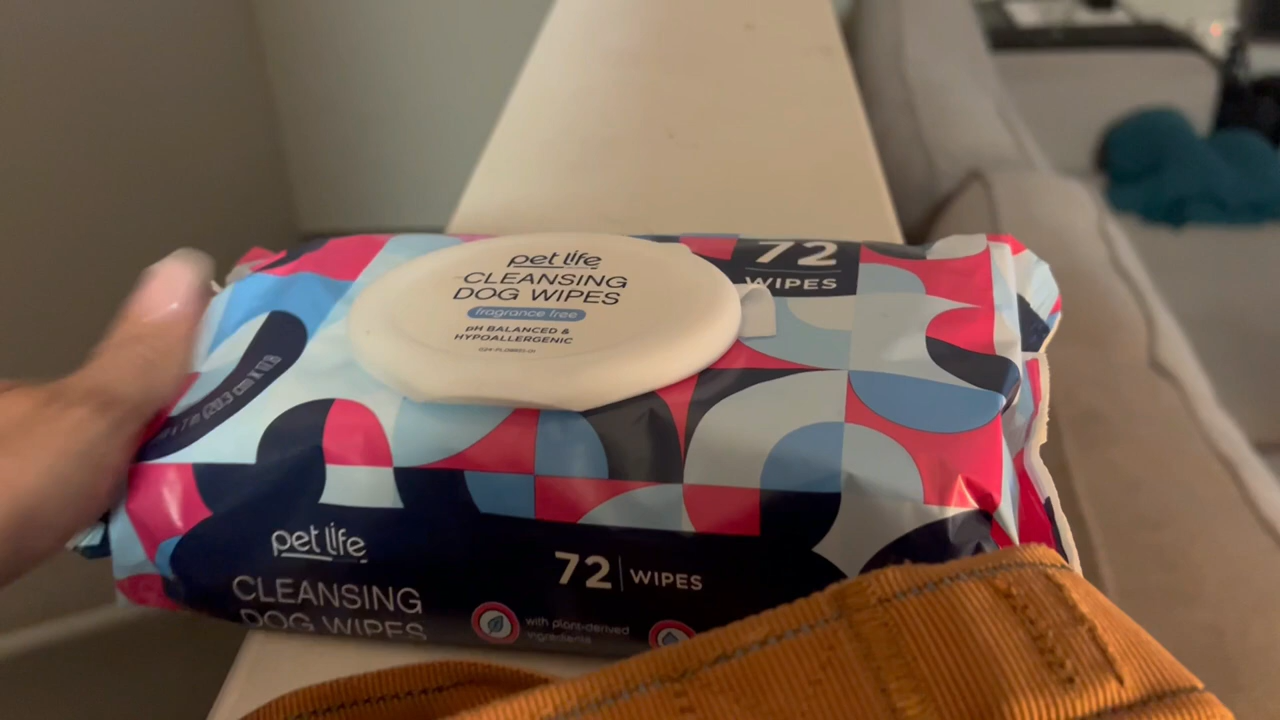 pet life
CLEANSING
DOG WIPES
fragrance free
pH BALANCED &
HYPOALLERGENIC
72
WIPES
pet life
CLEANSING
DOG WIPES
72 WIPES
with plant-derived
ingredients